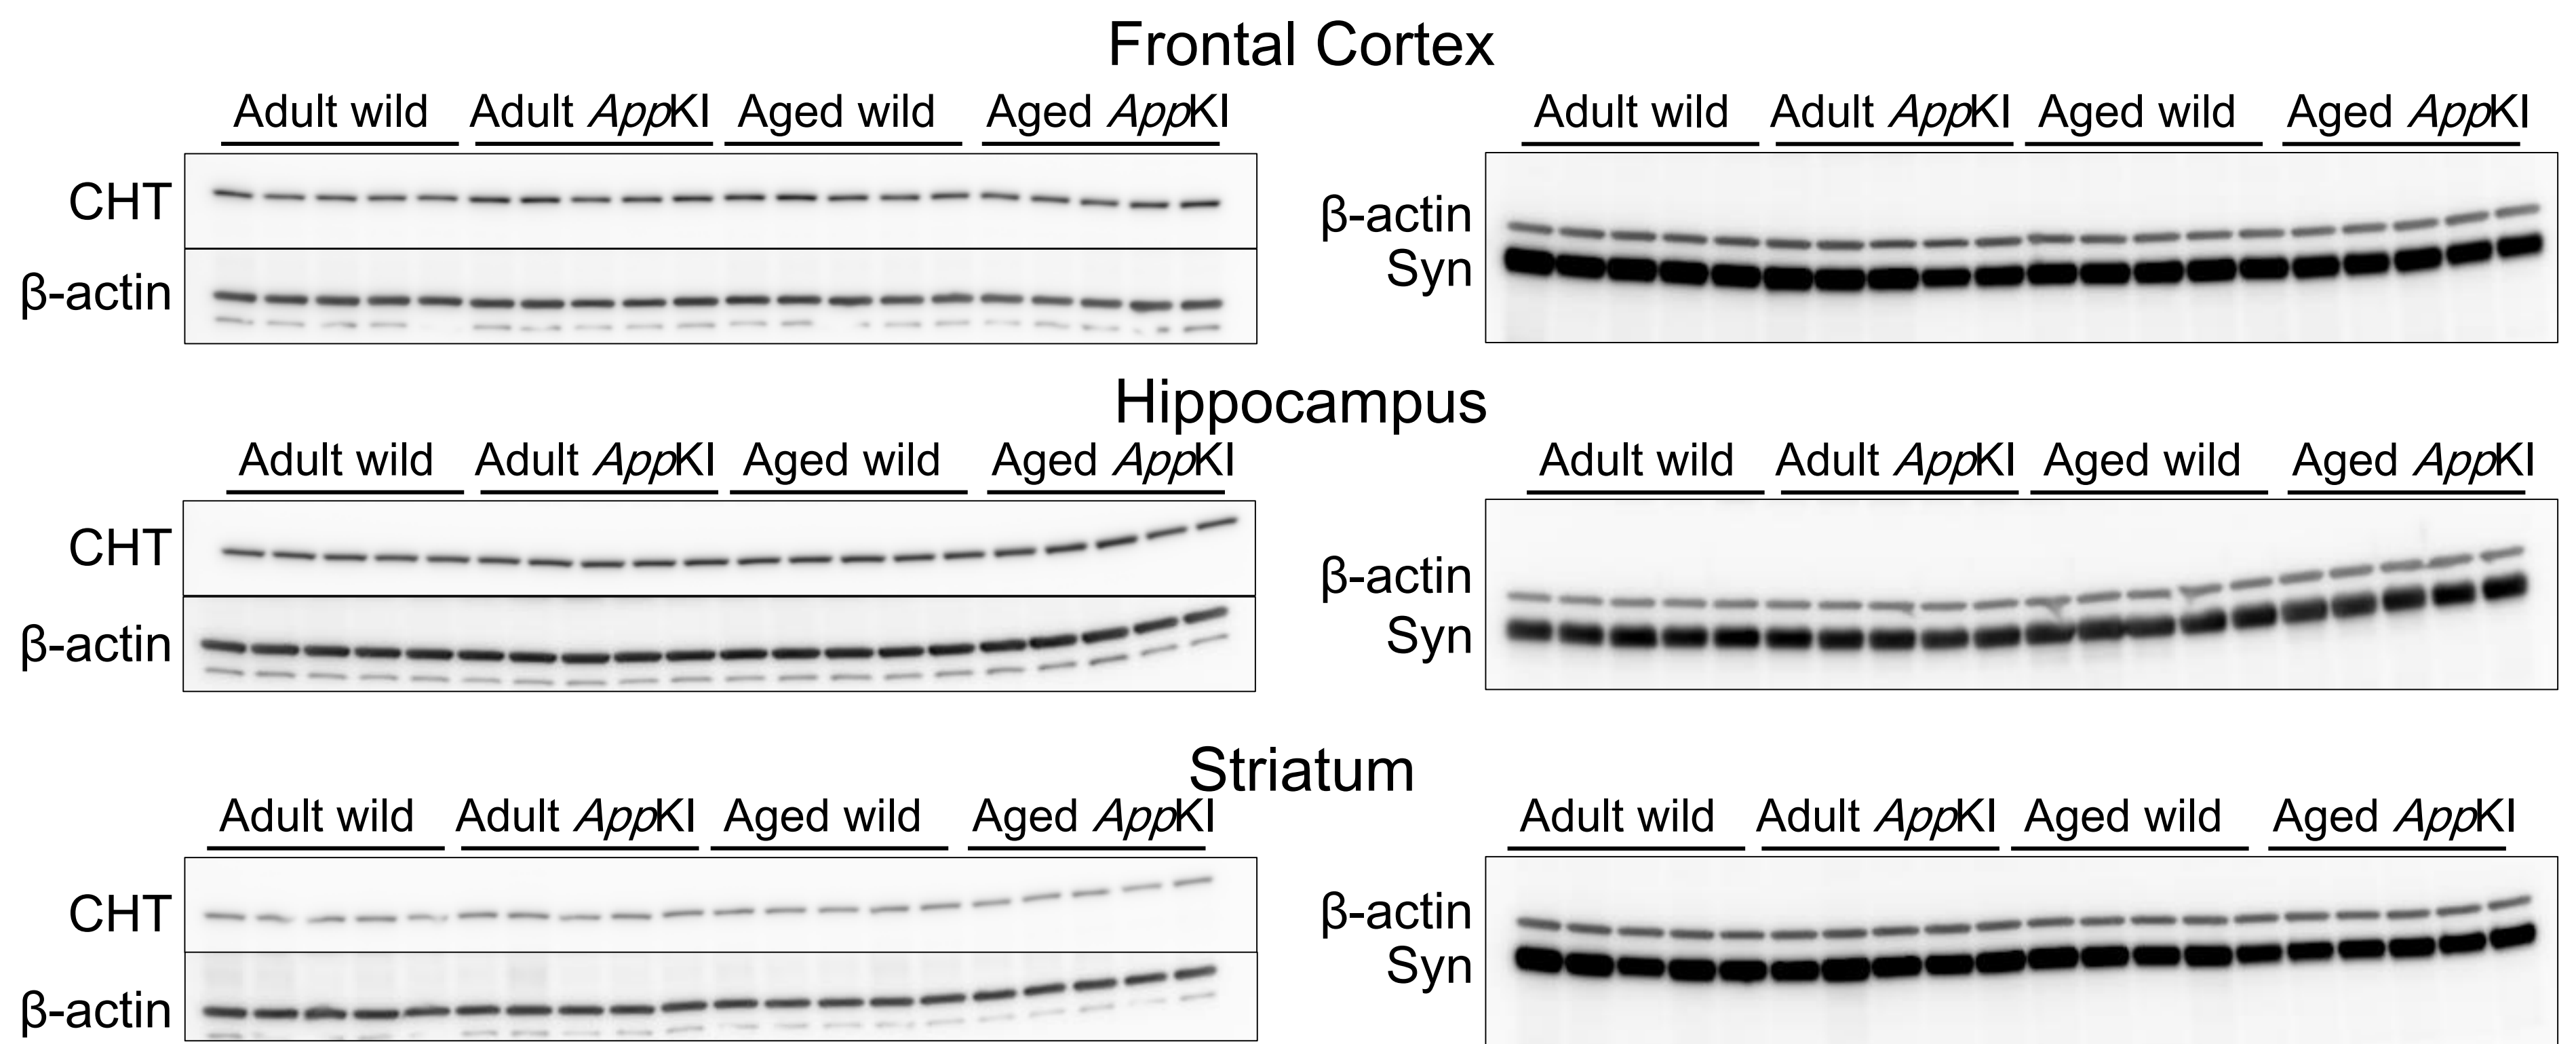 Frontal Cortex
Adult wild Adult AppKI Aged wild Aged AppKI
CHT
β-actin
Adult wild Adult AppKI Aged wild Aged AppKI
β-actin
Syn
Hippocampus
Adult wild Adult AppKI Aged wild Aged AppKI
CHT
β-actin
Adult wild Adult AppKI Aged wild Aged AppKI
β-actin
Syn
Striatum
Adult wild Adult AppKI Aged wild Aged AppKI
CHT
β-actin
Adult wild Adult AppKI Aged wild Aged AppKI
β-actin
Syn